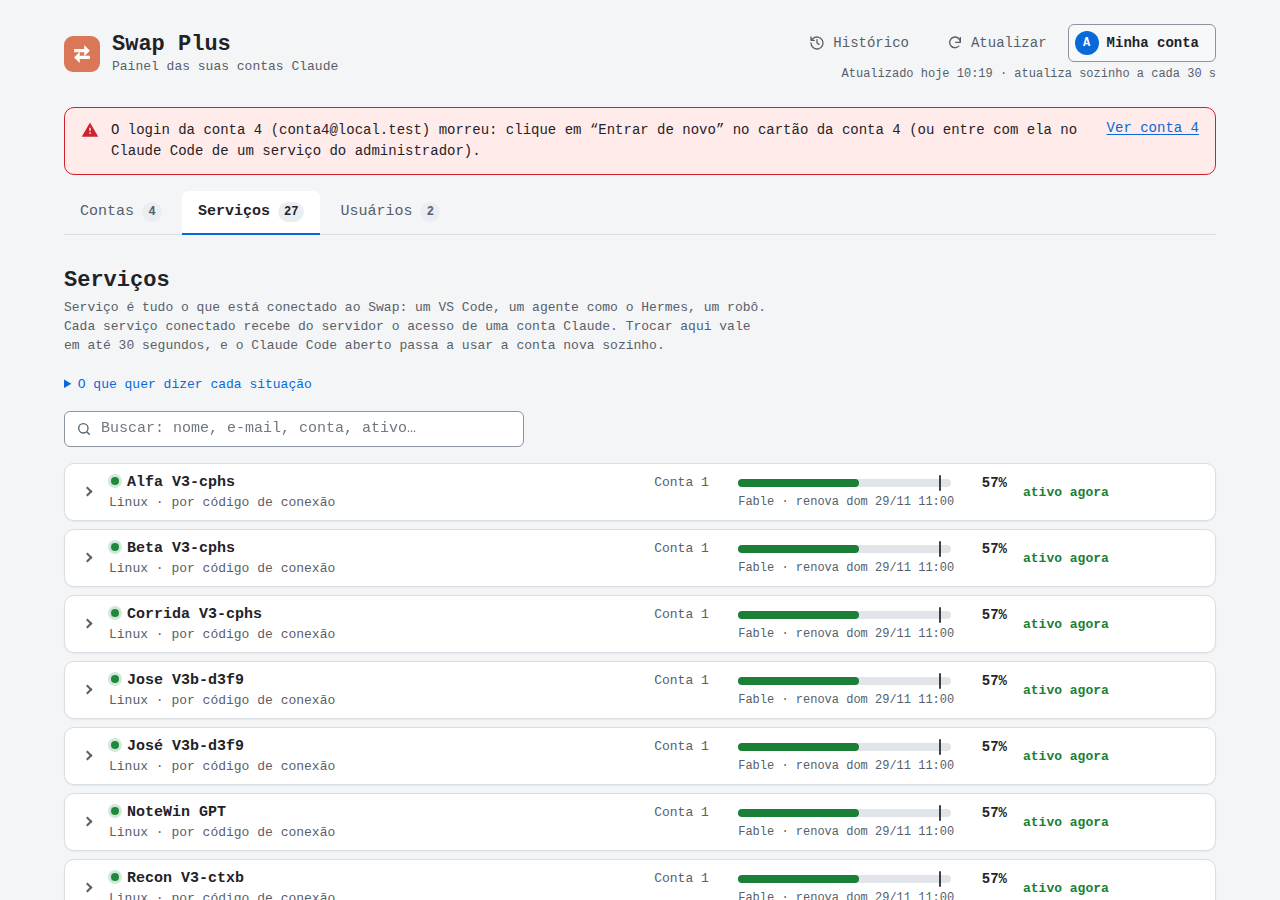 Swap Plus
Painel das suas contas Claude
Histórico
Atualizar
A Minha conta
Atualizado hoje 10:19 · atualiza sozinho a cada 30 s
O login da conta 4 (conta4@local.test) morreu: clique em “Entrar de novo” no cartão da conta 4 (ou entre com ela no
Claude Code de um serviço do administrador).
Ver conta 4
Contas 4
Serviços 27
Usuários 2
Serviços
Serviço é tudo o que está conectado ao Swap: um VS Code, um agente como o Hermes, um robô.
Cada serviço conectado recebe do servidor o acesso de uma conta Claude. Trocar aqui vale
em até 30 segundos, e o Claude Code aberto passa a usar a conta nova sozinho.
O que quer dizer cada situação
Buscar: nome, e-mail, conta, ativo…
Alfa V3-cphs
Linux · por código de conexão
Conta 1
57%
Fable · renova dom 29/11 11:00
ativo agora
Beta V3-cphs
Linux · por código de conexão
Conta 1
57%
Fable · renova dom 29/11 11:00
ativo agora
Corrida V3-cphs
Linux · por código de conexão
Conta 1
57%
Fable · renova dom 29/11 11:00
ativo agora
Jose V3b-d3f9
Linux · por código de conexão
Conta 1
57%
Fable · renova dom 29/11 11:00
ativo agora
José V3b-d3f9
Linux · por código de conexão
Conta 1
57%
Fable · renova dom 29/11 11:00
ativo agora
NoteWin GPT
Linux · por código de conexão
Conta 1
57%
Fable · renova dom 29/11 11:00
ativo agora
Recon V3-ctxb
Linux · por código de conexão
Conta 1
57%
Fable · renova dom 29/11 11:00
ativo agora